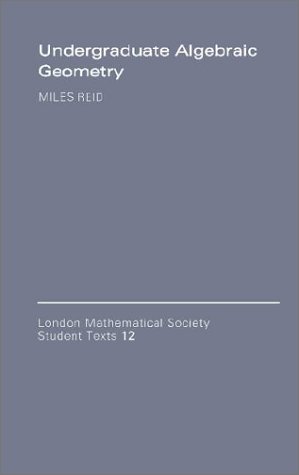 Undergraduate Algebraic
Geometry
MILES REID
London Mathematical Society
Student Texts 12